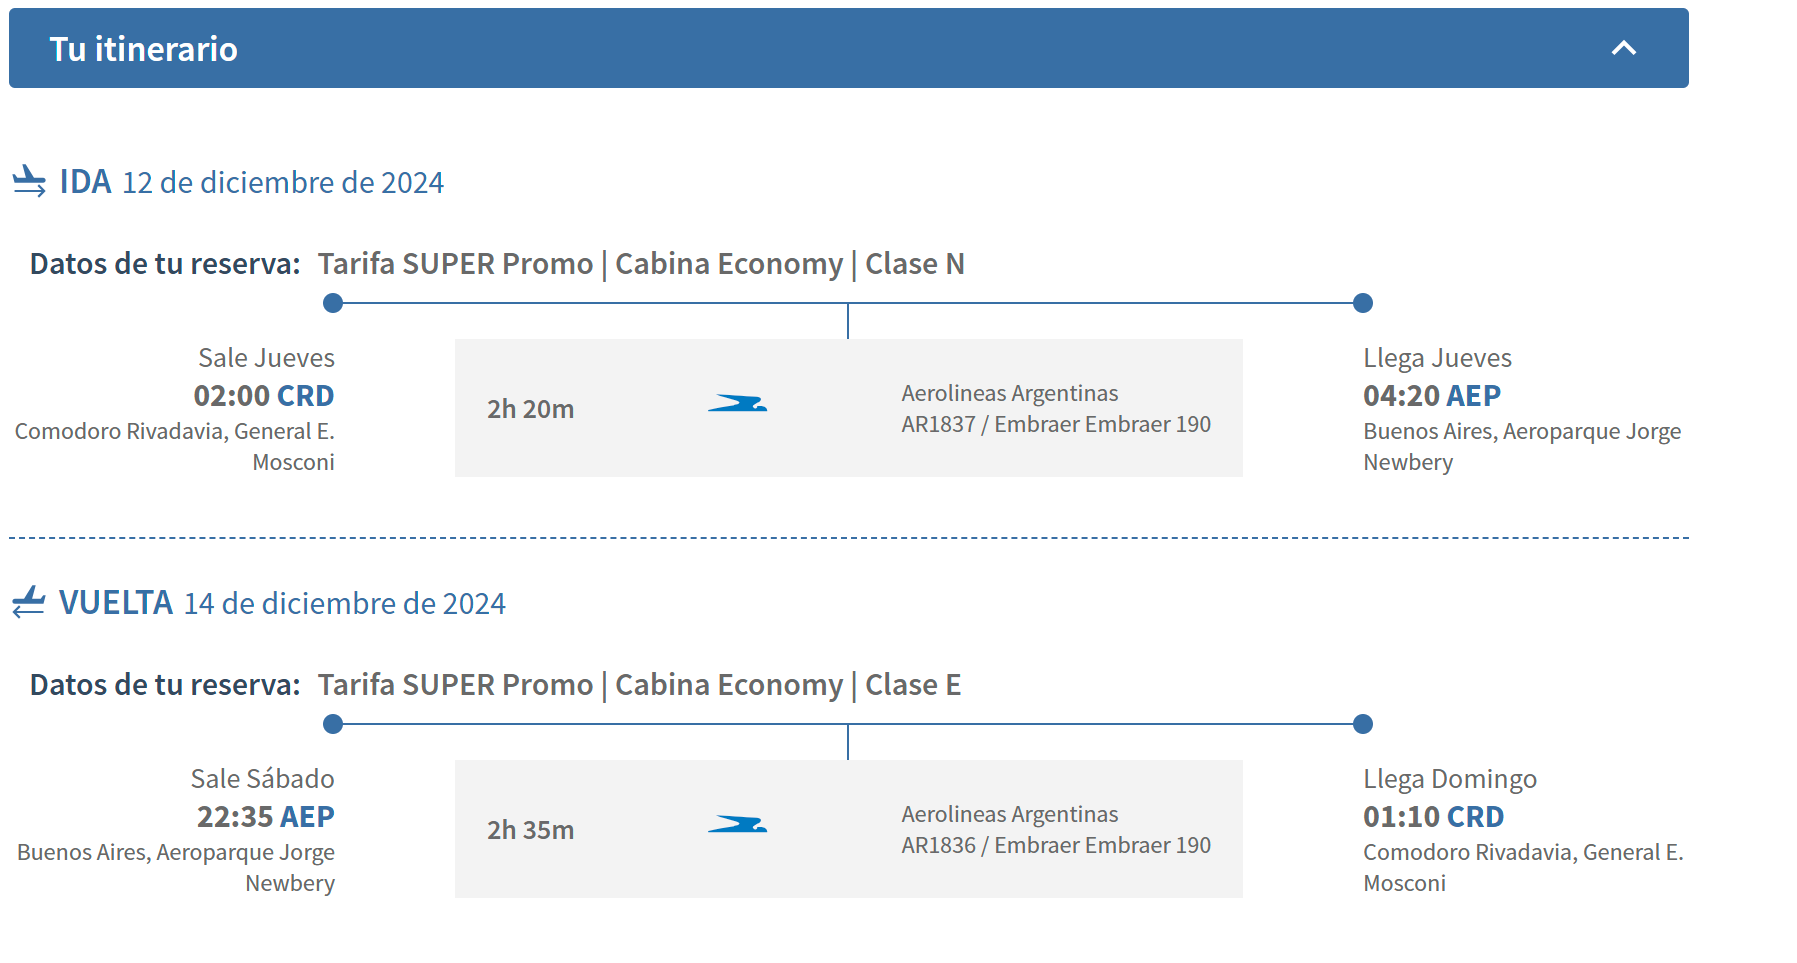 Tu itinerario
IDA 12 de diciembre de 2024
Datos de tu reserva: Tarifa SUPER Promo | Cabina Economy | Clase N
Sale Jueves
02:00 CRD
Comodoro Rivadavia, General E.
Mosconi
2h 20m
Aerolineas Argentinas
AR1837 / Embraer Embraer 190
Llega Jueves
04:20 AEP
Buenos Aires, Aeroparque Jorge
Newbery
VUELTA 14 de diciembre de 2024
Datos de tu reserva: Tarifa SUPER Promo | Cabina Economy | Clase E
Sale Sábado
22:35 AEP
Buenos Aires, Aeroparque Jorge
Newbery
2h 35m
Aerolineas Argentinas
AR1836 / Embraer Embraer 190
Llega Domingo
01:10 CRD
Comodoro Rivadavia, General E.
Mosconi